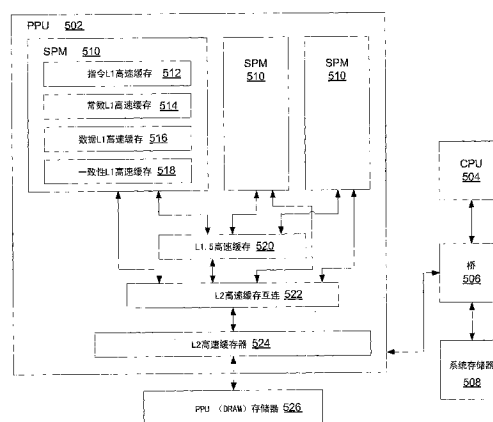 PPU 502
SPM 510
指令L1高速缓存 512
常数L1高速缓存 514
数据L1高速缓存 516
一致性L1高速缓存 518
SPM
510
SPM
510
L1.5高速缓存 520
L2高速缓存互连 522
L2高速缓存器 524
PPU (DRAW) 存储器 526
CPU
504
桥
506
系统存储器
508